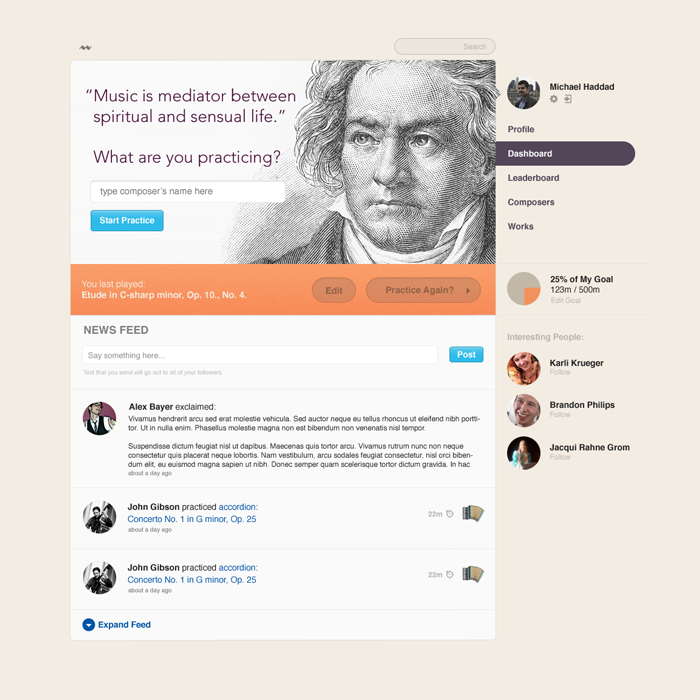 Search
“Music is mediator between
spiritual and sensual life.”
What are you practicing?
type composer's name here
Start Practice
You last played:
Etude in C-sharp minor, Op. 10., No. 4.
Edit
Practice Again?
NEWS FEED
Say something here...
Post
Text that you send will go out to all of your followers.
Alex Bayer exclaimed:
Vivamus hendrerit arcu sed erat molestie vehicula. Sed auctor neque eu tellus rhoncus ut eleifend nibh portti-
tor. Ut in nulla enim. Phasellus molestie magna non est bibendum non venenatis nisl tempor.
Suspendisse dictum feugiat nisl ut dapibus. Maecenas quis tortor arcu. Vivamus rutrum nunc non neque
consectetur quis placerat neque lobortis. Nam vestibulum, arcu sodales feugiat consectetur, nisl orci biben-
dum elit, eu euismod magna sapien ut nibh. Donec semper quam scelerisque tortor dictum gravida. In hac
about a day ago
John Gibson practiced accordion:
Concerto No. 1 in G minor, Op. 25
about a day ago
22m
John Gibson practiced accordion:
Concerto No. 1 in G minor, Op. 25
about a day ago
22m
Expand Feed
Michael Haddad
Profile
Dashboard
Leaderboard
Composers
Works
25% of My Goal
123m / 500m
Edit Goal
Interesting People:
Karli Krueger
Follow
Brandon Philips
Follow
Jacqui Rahne Grom
Follow